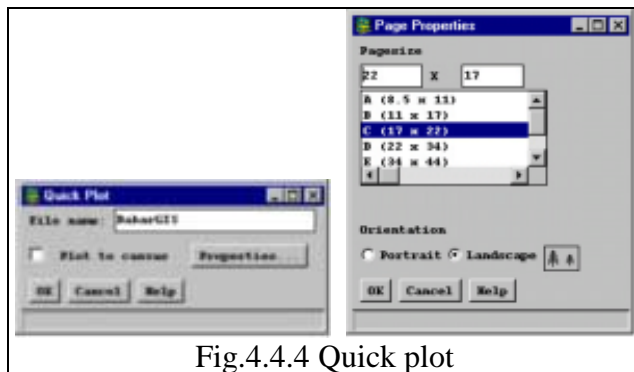 Quick Plot
File name: BaharGIS
Plot to canvas Properties...
OK Cancel Help
Page Properties
Pagesize
22 X 17
A (8.5 x 11)
B (11 x 17)
C (17 x 22)
D (22 x 34)
E (34 x 44)
Orientation
Portrait Landscape
OK Cancel Help
Fig.4.4.4 Quick plot